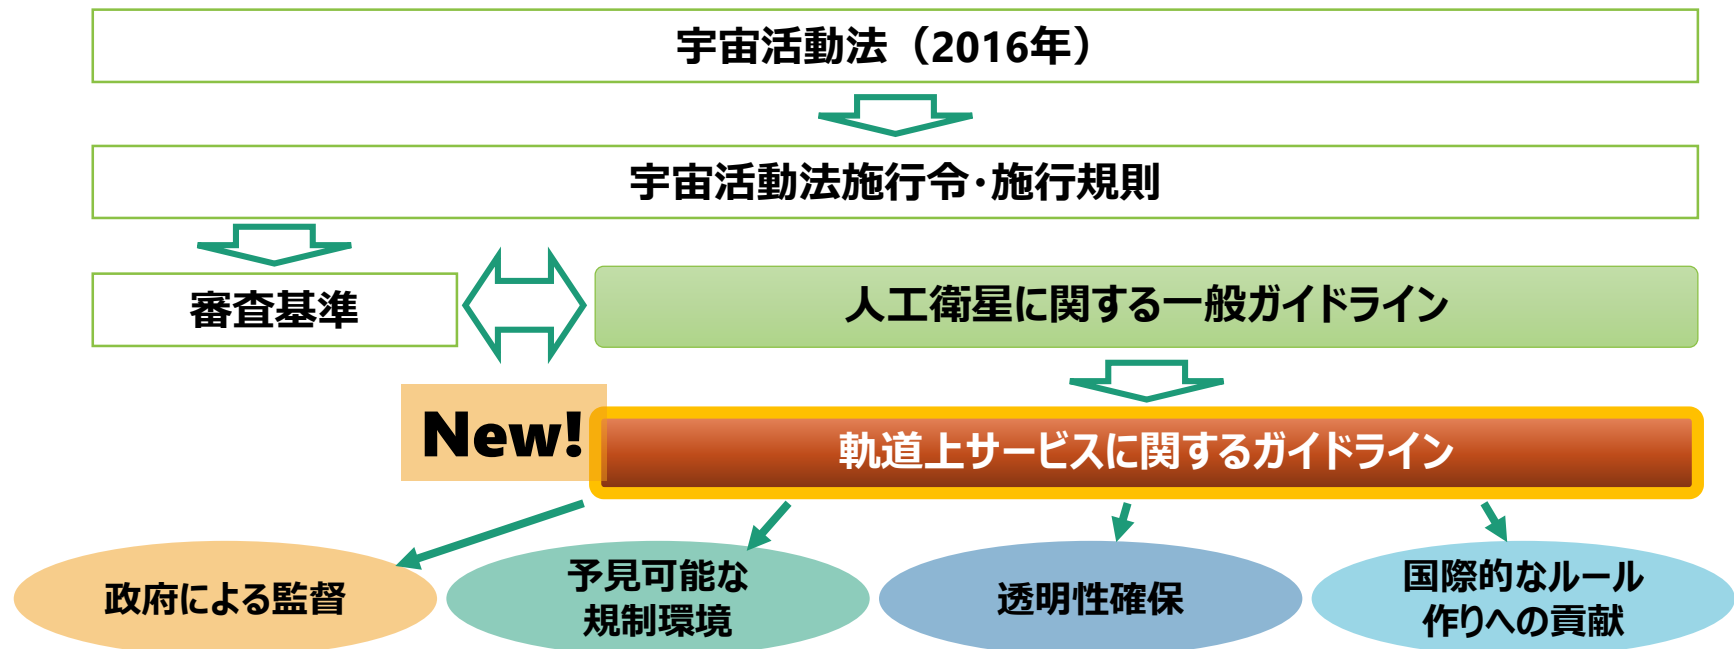 宇宙活動法（2016年）
宇宙活動法施行令･施行規則
審査基準
人工衛星に関する一般ガイドライン
New!
軌道上サービスに関するガイドライン
政府による監督
予見可能な
規制環境
透明性確保
国際的なルール
作りへの貢献